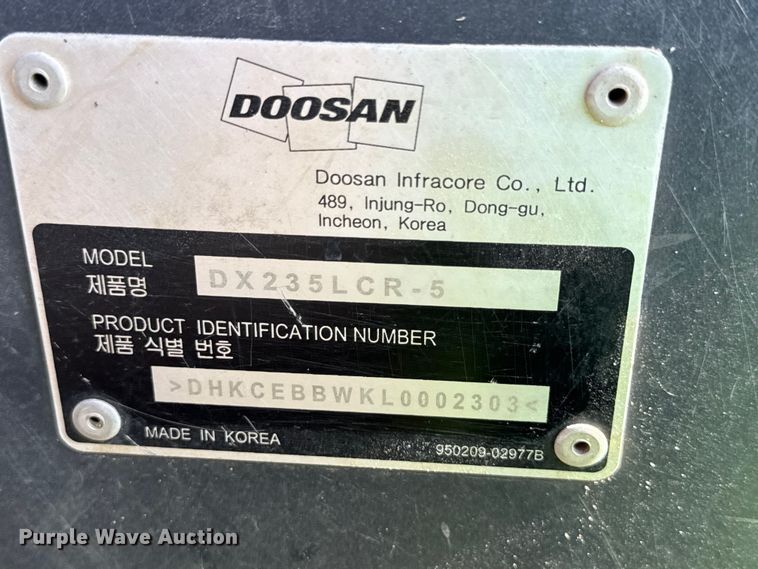 DOOSAN
Doosan Infracore Co., Ltd.
489, Injung-Ro, Dong-gu,
Incheon, Korea
MODEL
제품명
DX235LCR-5
PRODUCT IDENTIFICATION NUMBER
제품 식별 번호
>DHKCEBBWKL0002303<
MADE IN KOREA
950209-02977B
Purple Wave Auction